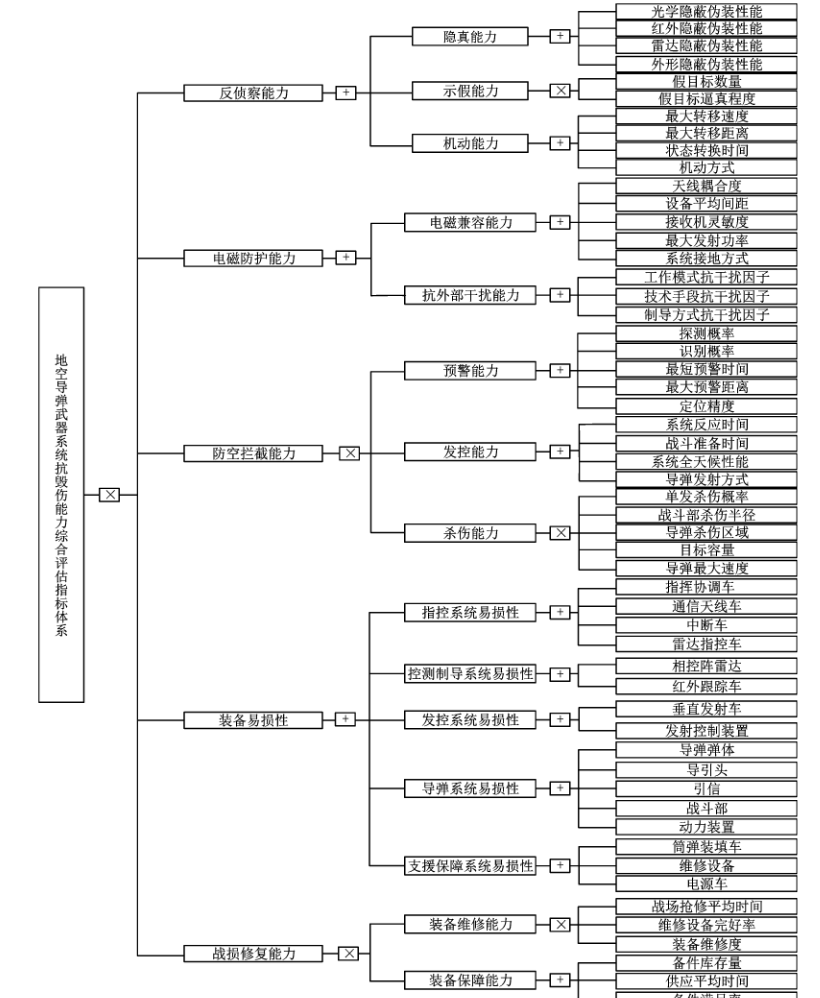 地空导弹武器系统抗毁伤能力综合评估指标体系
×
反侦察能力
+
隐真能力
+
光学隐蔽伪装性能
红外隐蔽伪装性能
雷达隐蔽伪装性能
外形隐蔽伪装性能
示假能力
×
假目标数量
假目标逼真程度
机动能力
+
最大转移速度
最大转移距离
状态转换时间
机动方式
电磁防护能力
+
电磁兼容能力
+
天线耦合度
设备平均间距
接收机灵敏度
最大发射功率
系统接地方式
抗外部干扰能力
+
工作模式抗干扰因子
技术手段抗干扰因子
制导方式抗干扰因子
防空拦截能力
×
预警能力
+
探测概率
识别概率
最短预警时间
最大预警距离
定位精度
发控能力
+
系统反应时间
战斗准备时间
系统全天候性能
导弹发射方式
杀伤能力
×
单发杀伤概率
战斗部杀伤半径
导弹杀伤区域
目标容量
导弹最大速度
装备易损性
+
指控系统易损性
+
指挥协调车
通信天线车
中断车
雷达指控车
控测制导系统易损性
+
相控阵雷达
红外跟踪车
发控系统易损性
+
垂直发射车
发射控制装置
导弹系统易损性
+
导弹弹体
导引头
引信
战斗部
动力装置
支援保障系统易损性
+
筒弹装填车
维修设备
电源车
战损修复能力
×
装备维修能力
×
战场抢修平均时间
维修设备完好率
装备维修度
装备保障能力
+
备件库存量
供应平均时间
备件满足率